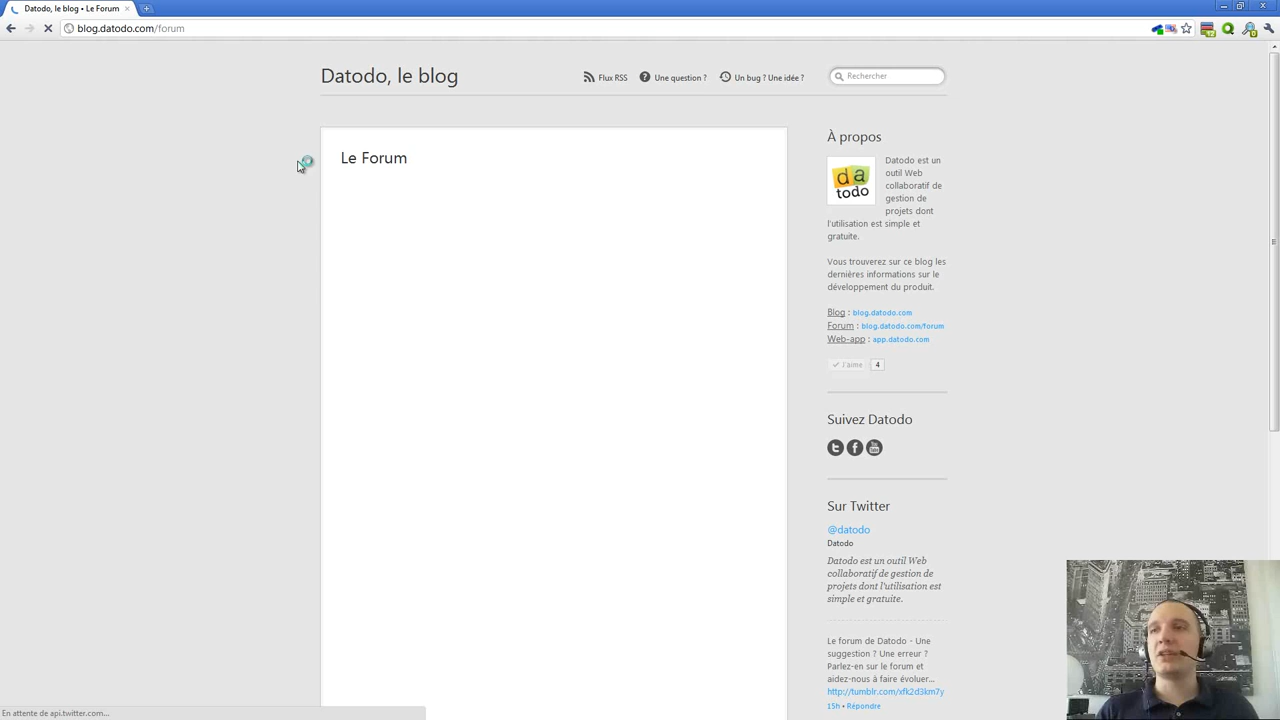 Datodo, le blog • Le Forum
blog.datodo.com/forum
Datodo, le blog
Flux RSS
Une question ?
Un bug ? Une idée ?
Rechercher
Le Forum
À propos
da
todo
Datodo est un
outil Web
collaboratif de
gestion de
projets dont
l'utilisation est simple et
gratuite.
Vous trouverez sur ce blog les
dernières informations sur le
développement du produit.
Blog : blog.datodo.com
Forum : blog.datodo.com/forum
Web-app : app.datodo.com
J'aime 4
Suivez Datodo
Sur Twitter
@datodo
Datodo
Datodo est un outil Web
collaboratif de gestion de
projets dont l'utilisation est
simple et gratuite.
Le forum de Datodo - Une
suggestion ? Une erreur ?
Parlez-en sur le forum et
aidez-nous à faire évoluer...
http://tumblr.com/xfk2d3km7y
15h • Répondre
En attente de api.twitter.com...